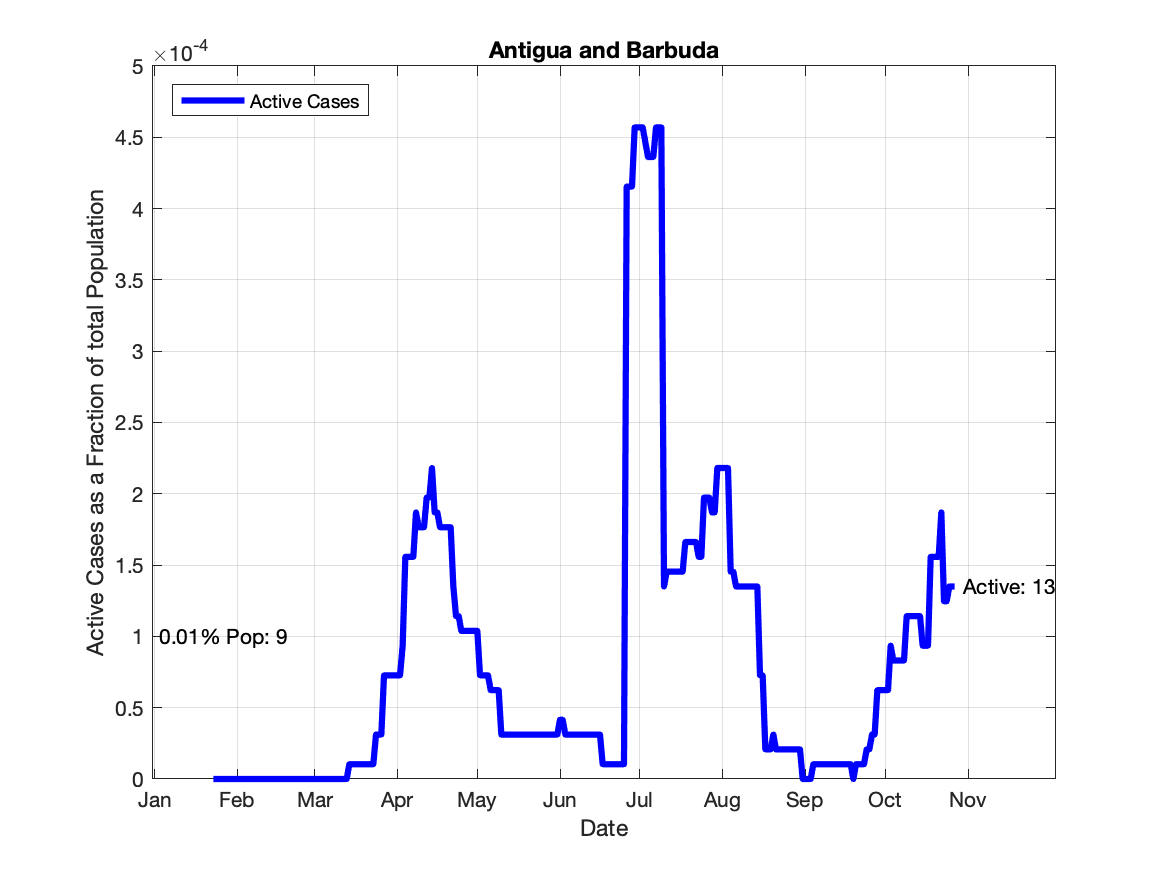 ×10⁻⁴
Antigua and Barbuda
Active Cases
Active Cases as a Fraction of total Population
5
4.5
4
3.5
3
2.5
2
1.5
1
0.5
0
0.01% Pop: 9
Active: 13
Jan Feb Mar Apr May Jun Jul Aug Sep Oct Nov
Date